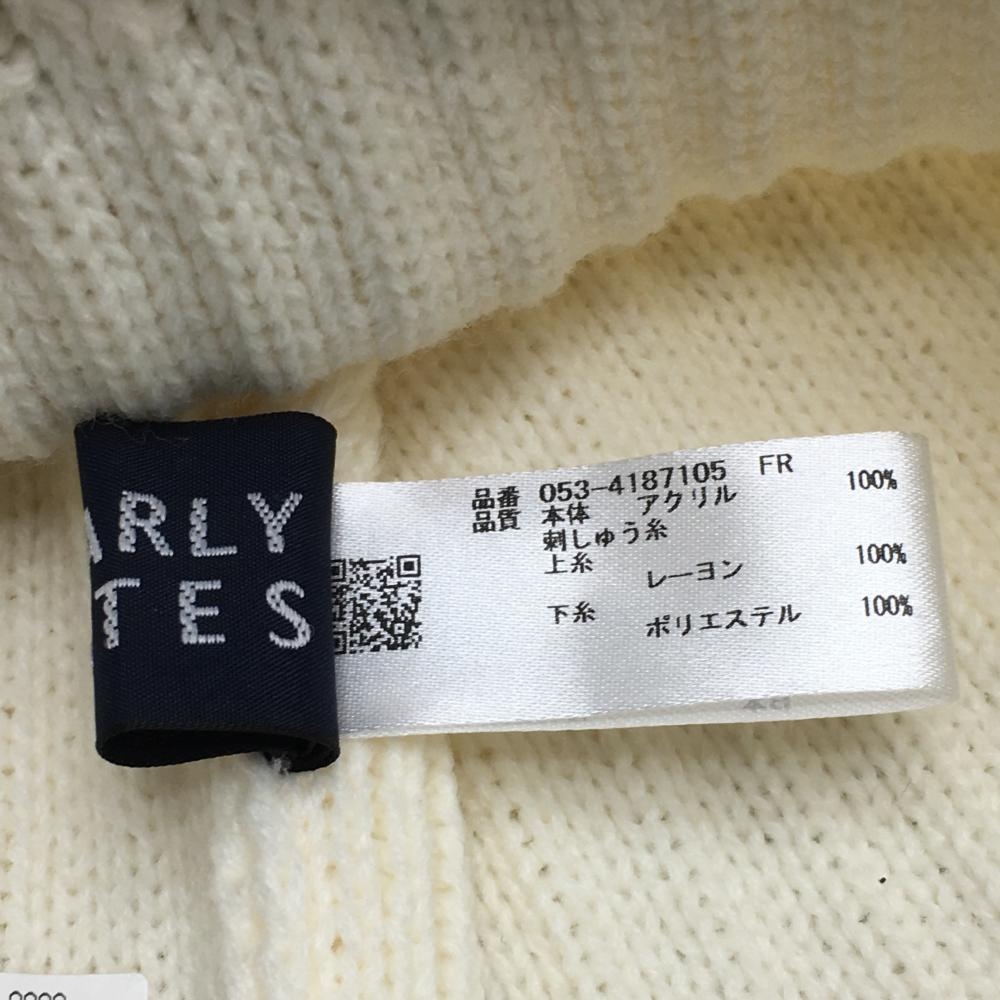 ARLY
TES
品番 053-4187105 FR
品質 本体 アクリル 100%
刺しゅう糸
上糸 レーヨン 100%
下糸 ポリエステル 100%